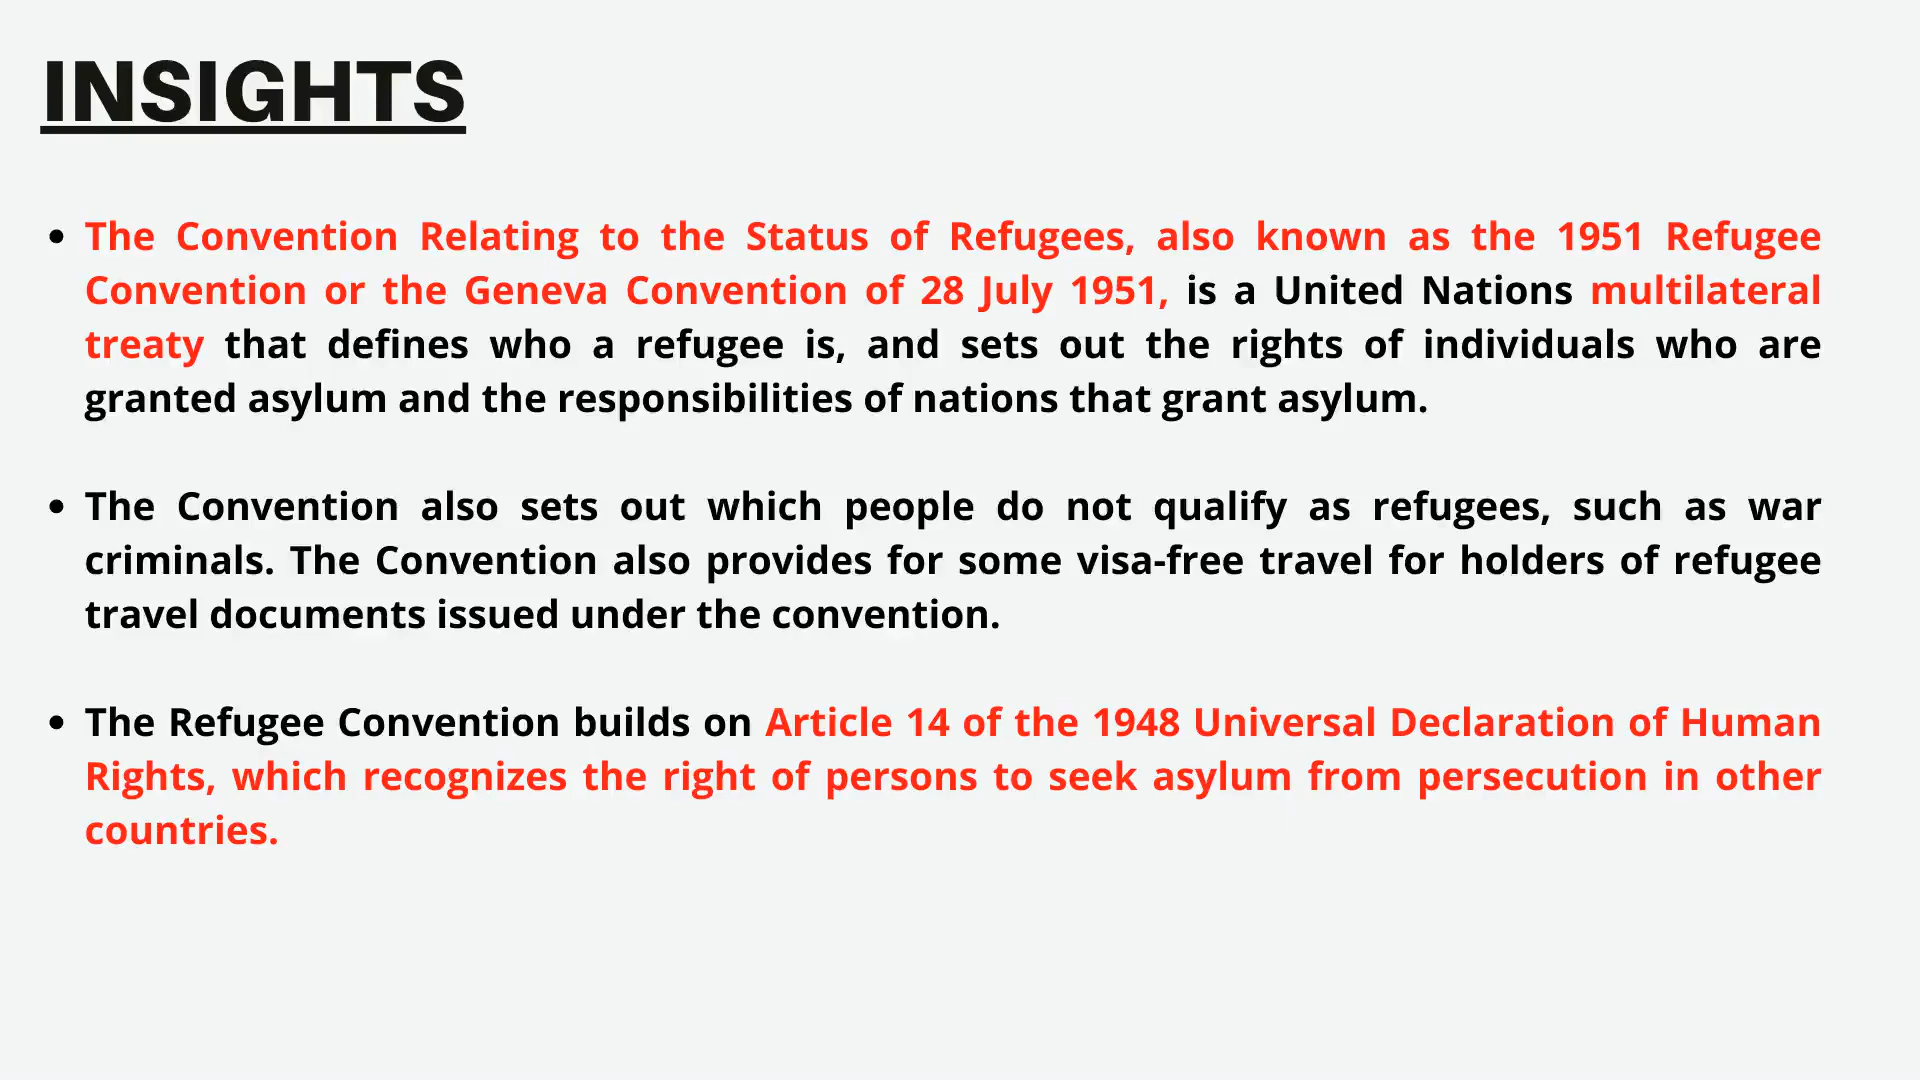 INSIGHTS
• The Convention Relating to the Status of Refugees, also known as the 1951 Refugee
Convention or the Geneva Convention of 28 July 1951, is a United Nations multilateral
treaty that defines who a refugee is, and sets out the rights of individuals who are
granted asylum and the responsibilities of nations that grant asylum.
• The Convention also sets out which people do not qualify as refugees, such as war
criminals. The Convention also provides for some visa-free travel for holders of refugee
travel documents issued under the convention.
• The Refugee Convention builds on Article 14 of the 1948 Universal Declaration of Human
Rights, which recognizes the right of persons to seek asylum from persecution in other
countries.